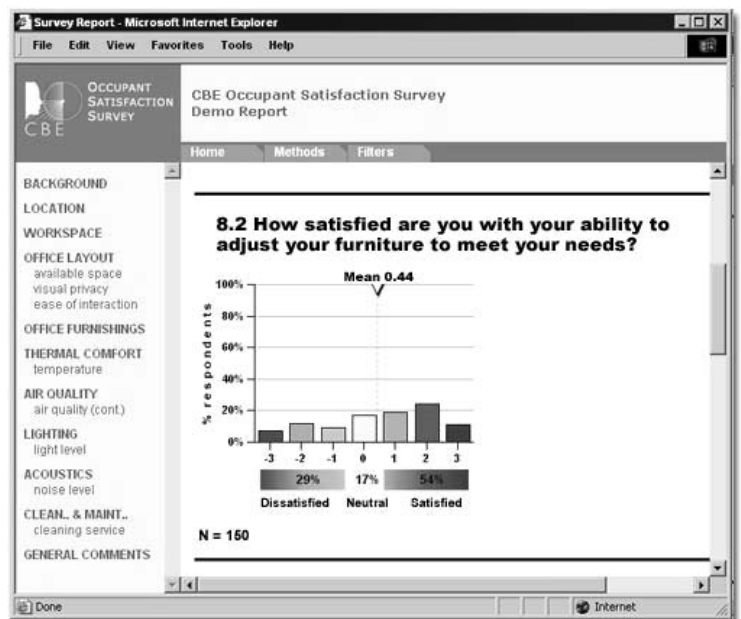 Survey Report - Microsoft Internet Explorer
File Edit View Favorites Tools Help
OCCUPANT
SATISFACTION
SURVEY
CBE
CBE Occupant Satisfaction Survey
Demo Report
Home Methods Filters
BACKGROUND
LOCATION
WORKSPACE
OFFICE LAYOUT
available space
visual privacy
ease of interaction
OFFICE FURNISHINGS
THERMAL COMFORT
temperature
AIR QUALITY
air quality (cont.)
LIGHTING
light level
ACOUSTICS
noise level
CLEAN.. & MAINT..
cleaning service
GENERAL COMMENTS
8.2 How satisfied are you with your ability to
adjust your furniture to meet your needs?
Mean 0.44
% respondents
100%
80%
60%
40%
20%
0%
-3 -2 -1 0 1 2 3
29% 17% 54%
Dissatisfied Neutral Satisfied
N = 150
Done Internet